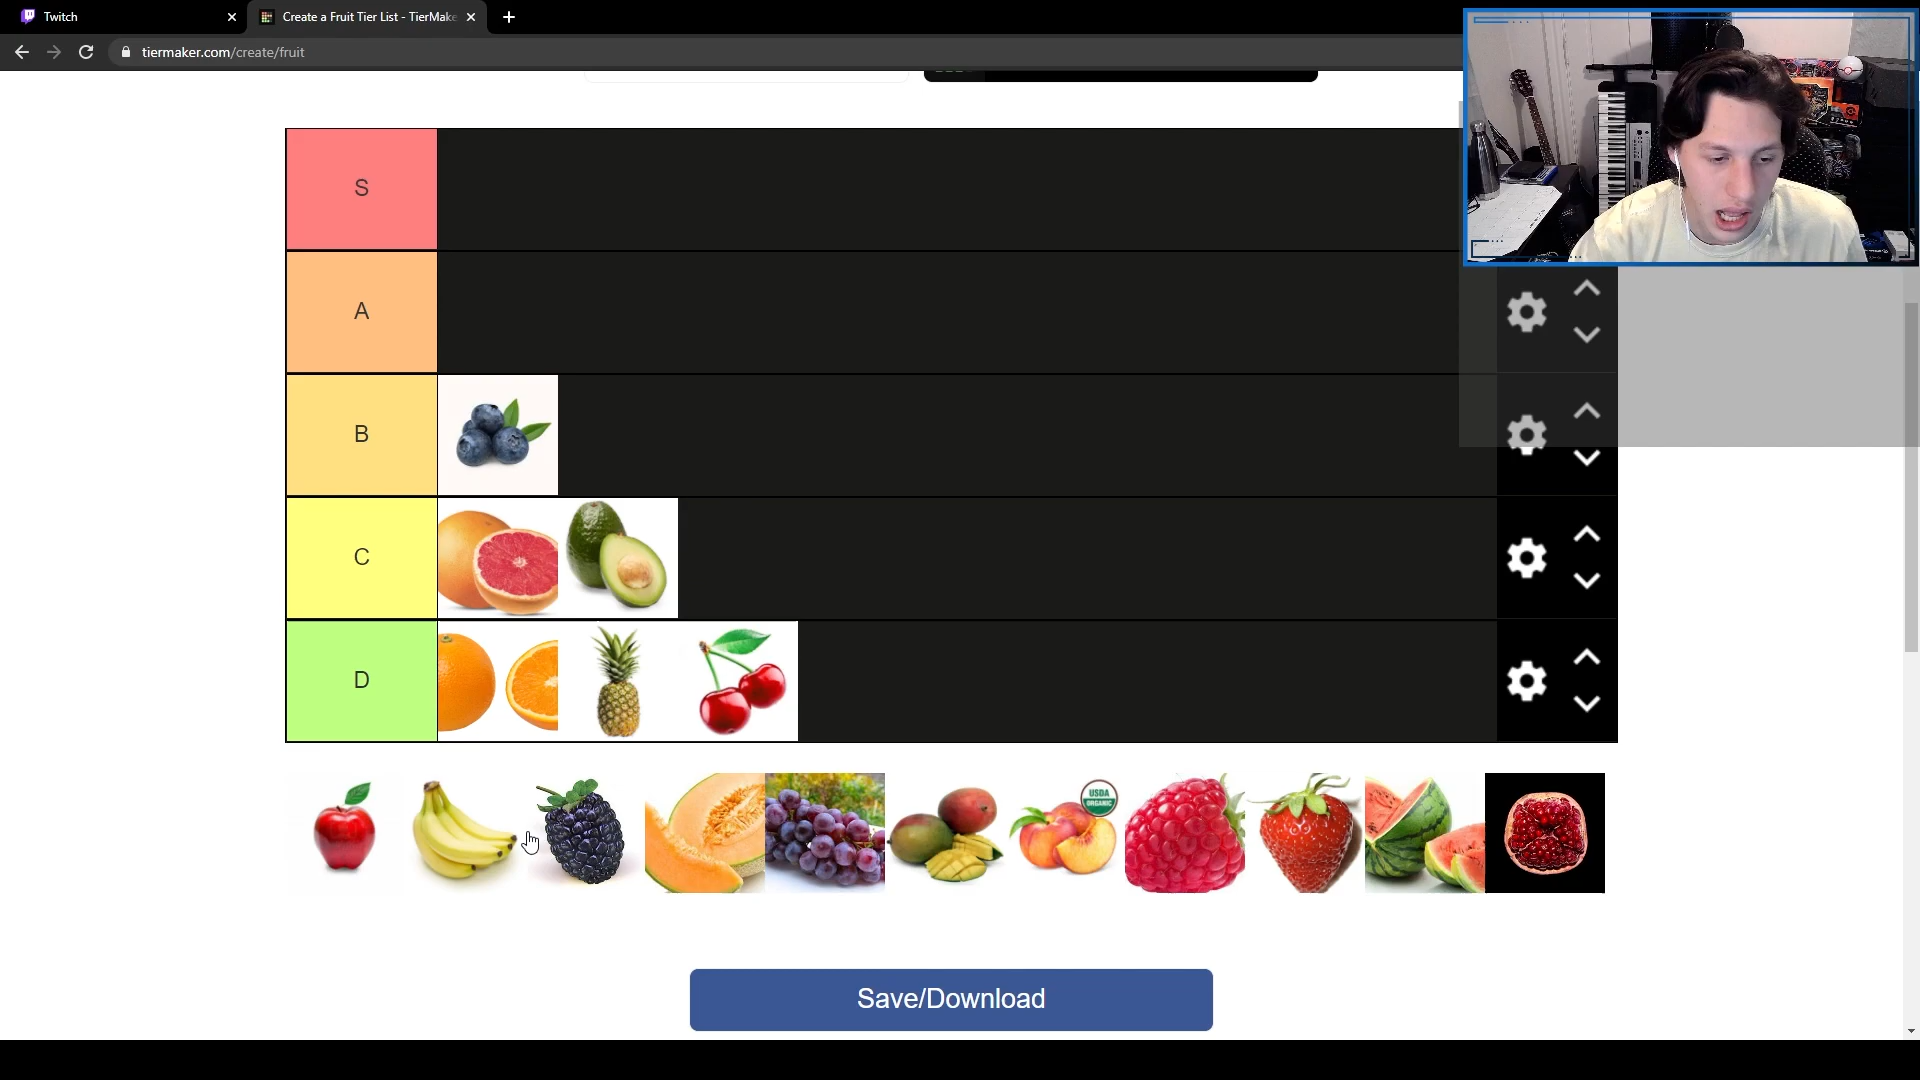 Twitch
Create a Fruit Tier List - TierMake
tiermaker.com/create/fruit
S
A
B
C
D
USDA
ORGANIC
Save/Download